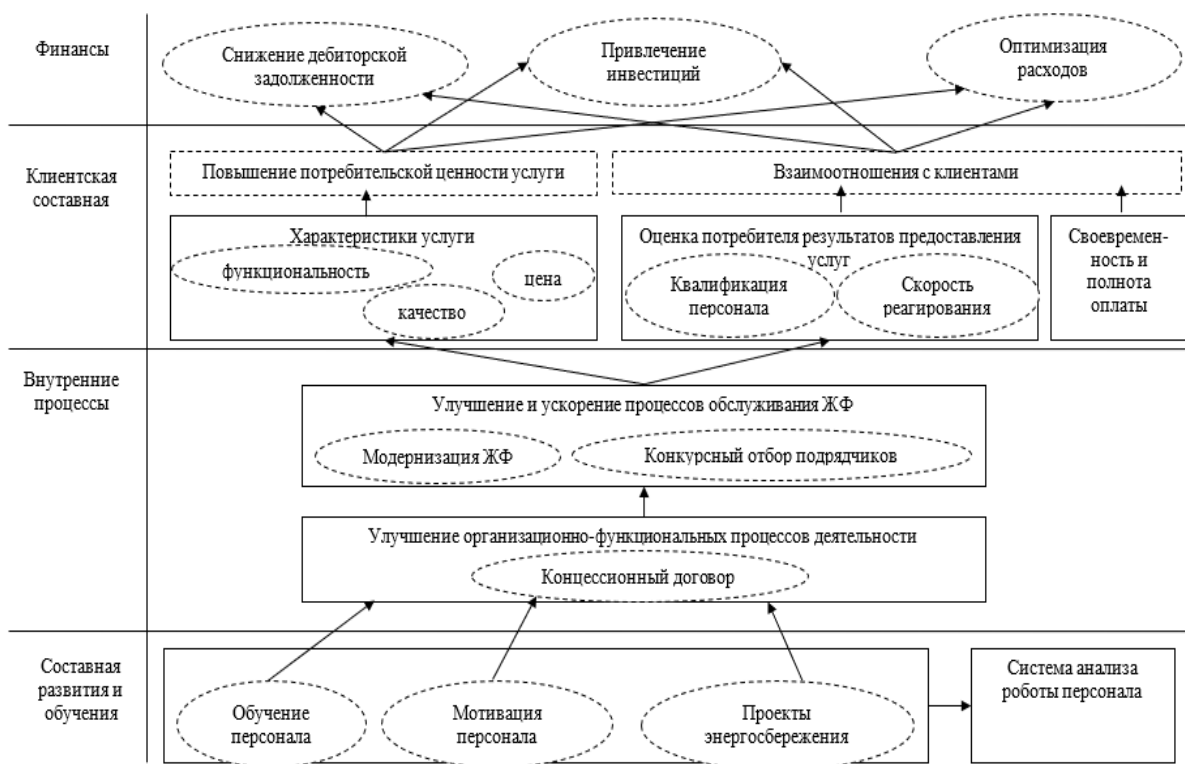 Финансы
Снижение дебиторской
задолженности
Привлечение
инвестиций
Оптимизация
расходов
Клиентская
составная
Повышение потребительской ценности услуги
Взаимоотношения с клиентами
Характеристики услуги
функциональность
цена
качество
Оценка потребителя результатов предоставления
услуг
Квалификация
персонала
Скорость
реагирования
Своевремен-
ность и
полнота
оплаты
Внутренние
процессы
Улучшение и ускорение процессов обслуживания ЖФ
Модернизация ЖФ
Конкурсный отбор подрядчиков
Улучшение организационно-функциональных процессов деятельности
Концессионный договор
Составная
развития и
обучения
Обучение
персонала
Мотивация
персонала
Проекты
энергосбережения
Система анализа
роботы персонала